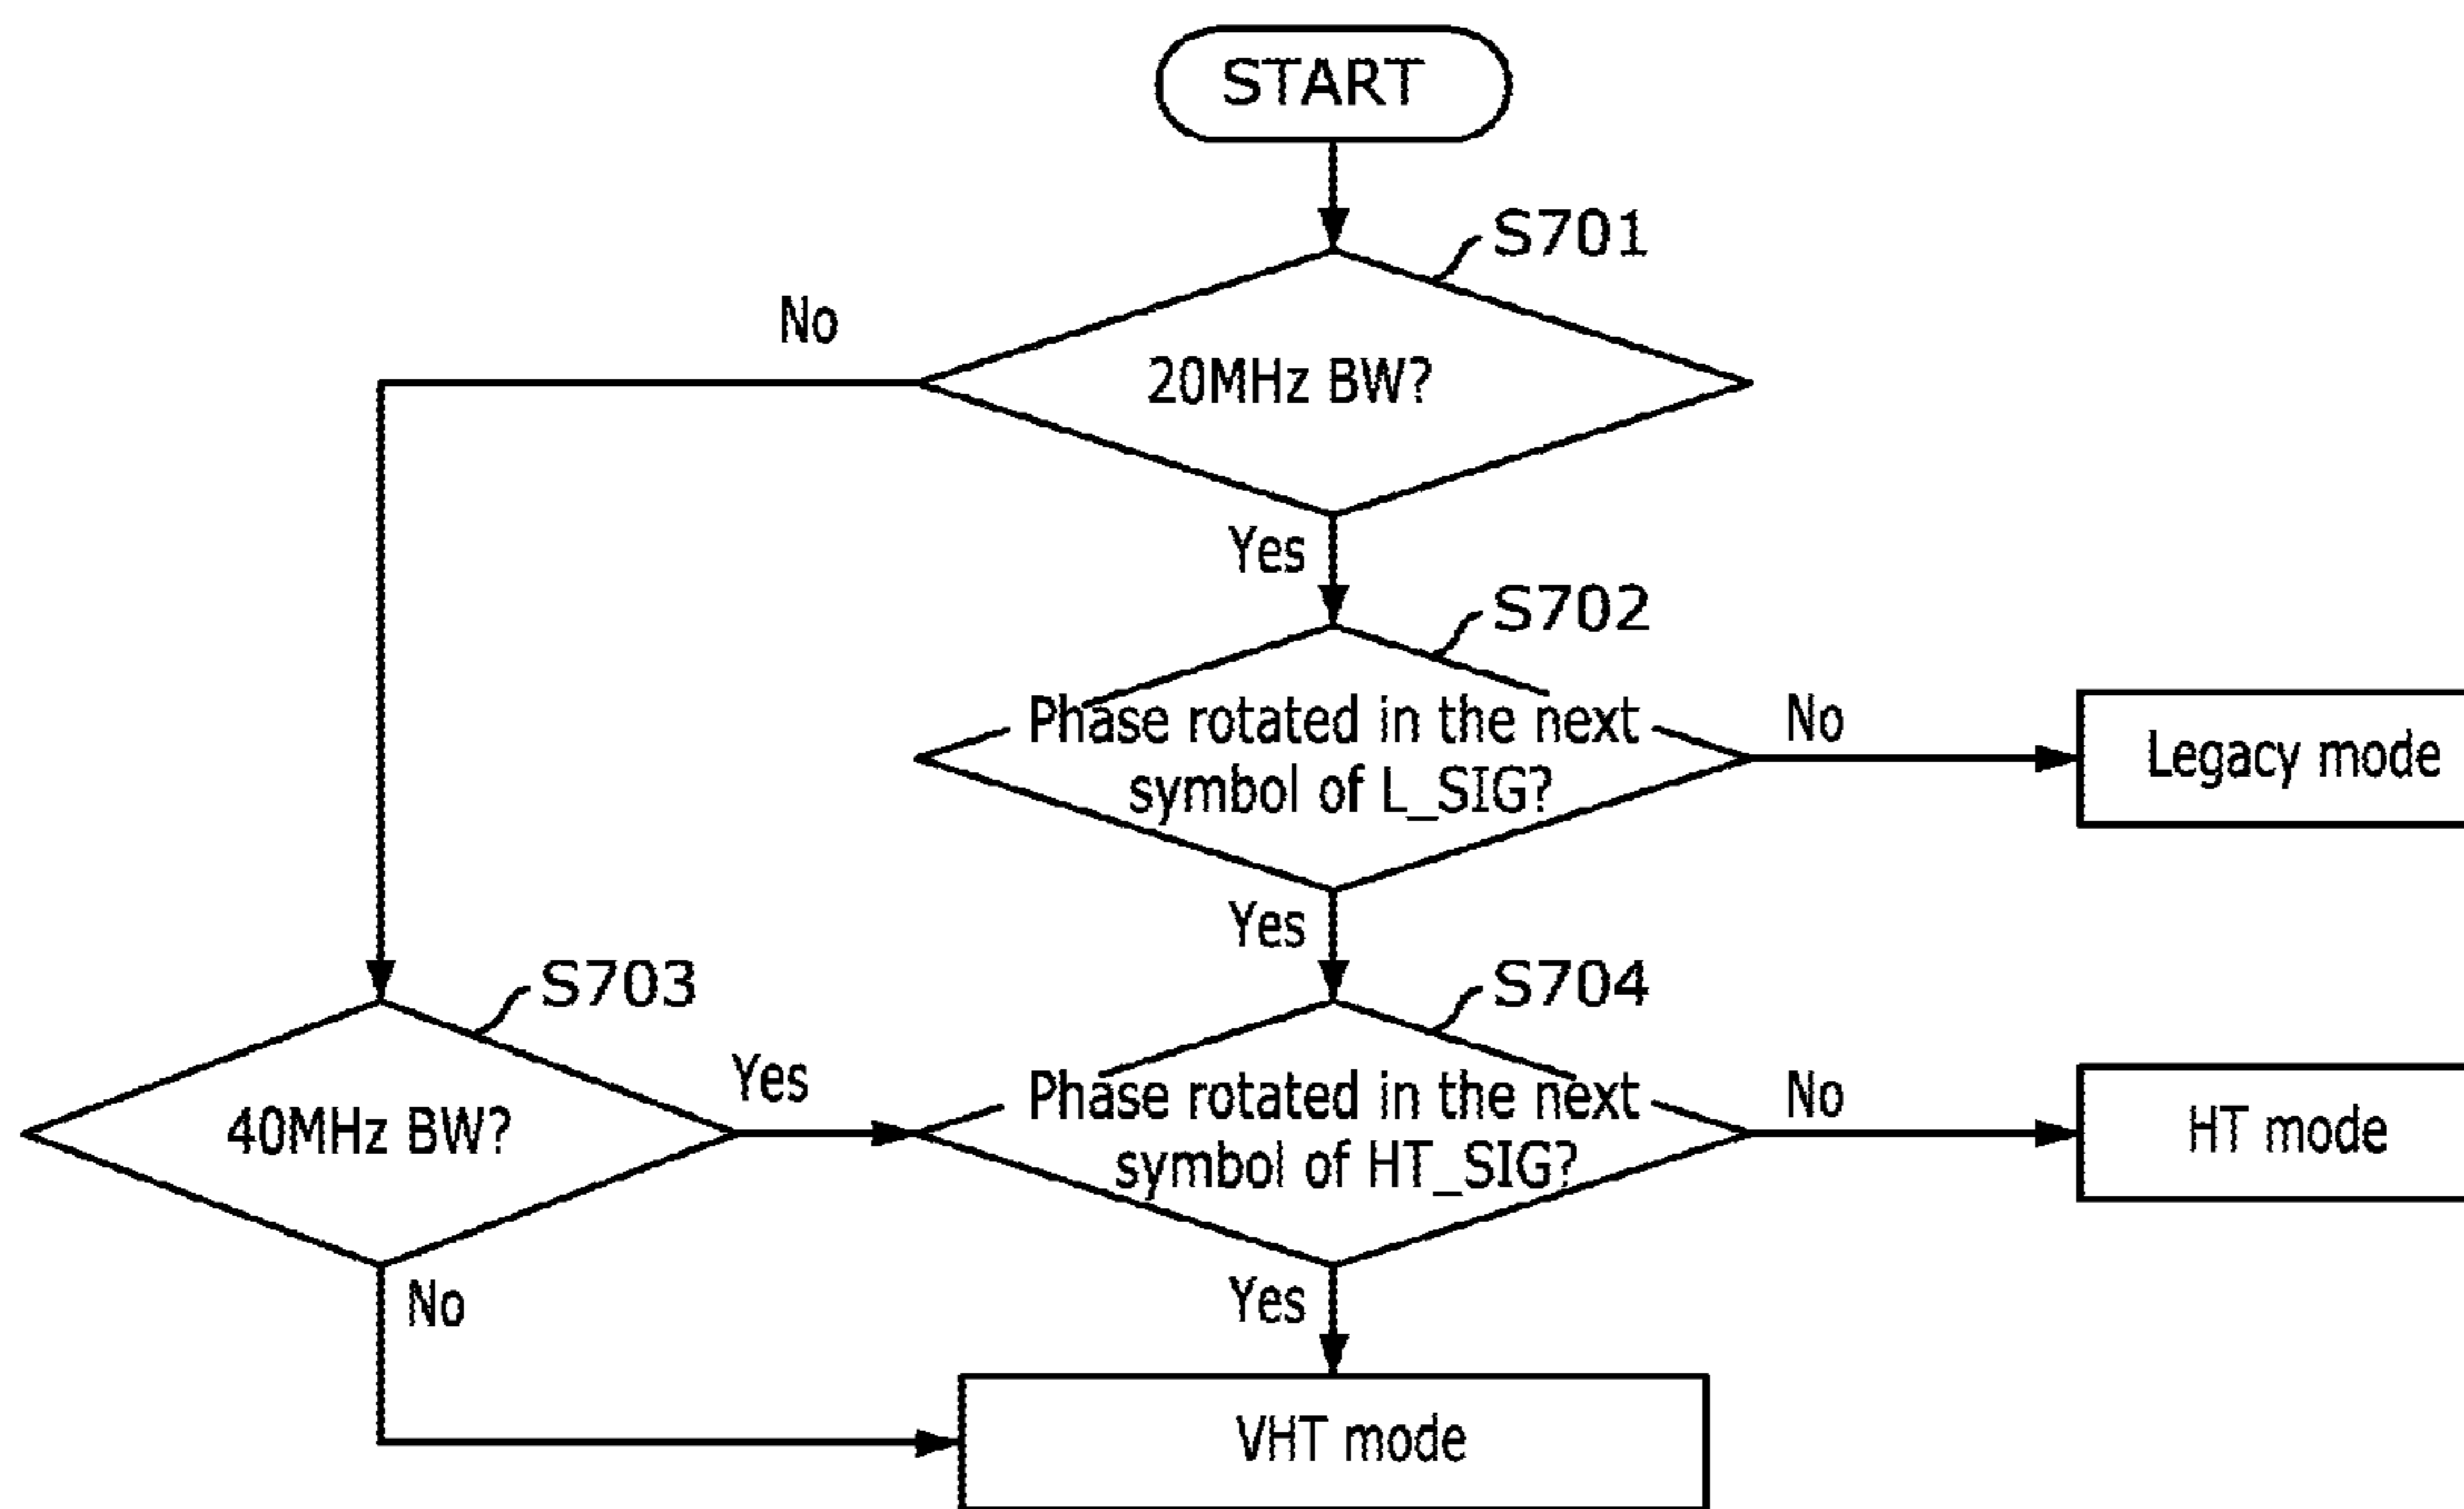 START
S701
No
20MHz BW?
Yes
S702
Phase rotated in the next
symbol of L_SIG?
No
Legacy mode
Yes
S703
S704
40MHz BW?
Yes
Phase rotated in the next
symbol of HT_SIG?
No
HT mode
No
Yes
VHT mode